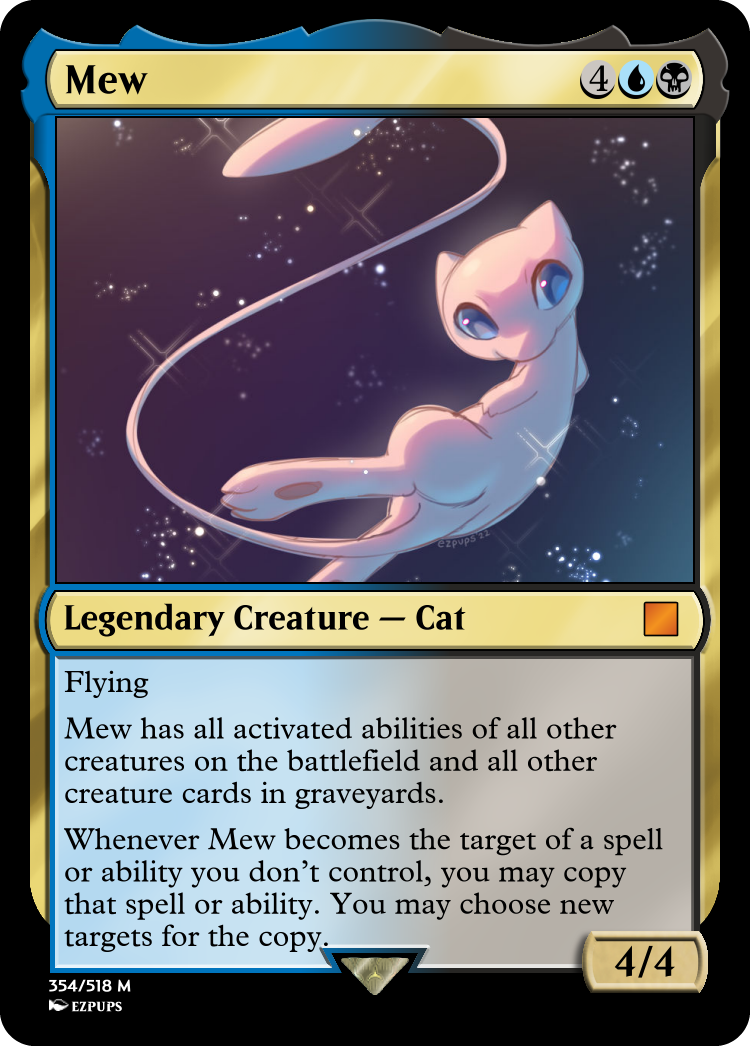 Mew 4
Legendary Creature — Cat
Flying
Mew has all activated abilities of all other
creatures on the battlefield and all other
creature cards in graveyards.
Whenever Mew becomes the target of a spell
or ability you don't control, you may copy
that spell or ability. You may choose new
targets for the copy.
4/4
354/518 M
EZPUPS
ezpups'22